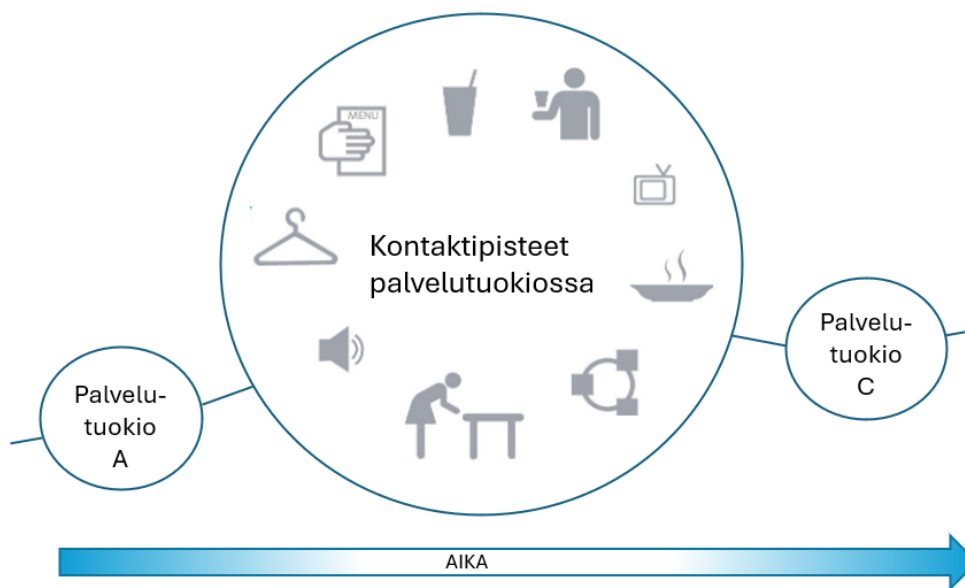 MENU
Kontaktipisteet
palvelutuokiossa
Palvelu-
tuokio
A
Palvelu-
tuokio
C
AIKA